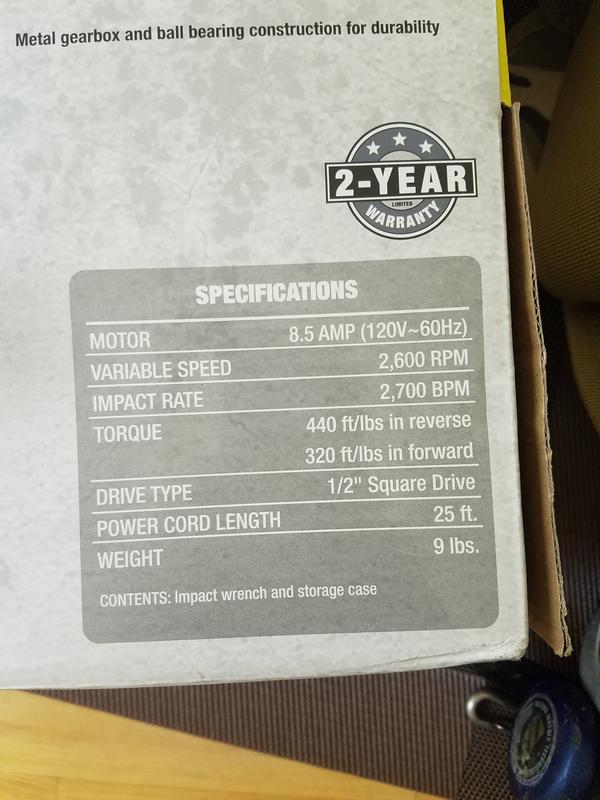 Metal gearbox and ball bearing construction for durability
2-YEAR
LIMITED
WARRANTY
SPECIFICATIONS
MOTOR 8.5 AMP (120V~60Hz)
VARIABLE SPEED 2,600 RPM
IMPACT RATE 2,700 BPM
TORQUE 440 ft/lbs in reverse
320 ft/lbs in forward
DRIVE TYPE 1/2" Square Drive
POWER CORD LENGTH 25 ft.
WEIGHT 9 lbs.
CONTENTS: Impact wrench and storage case